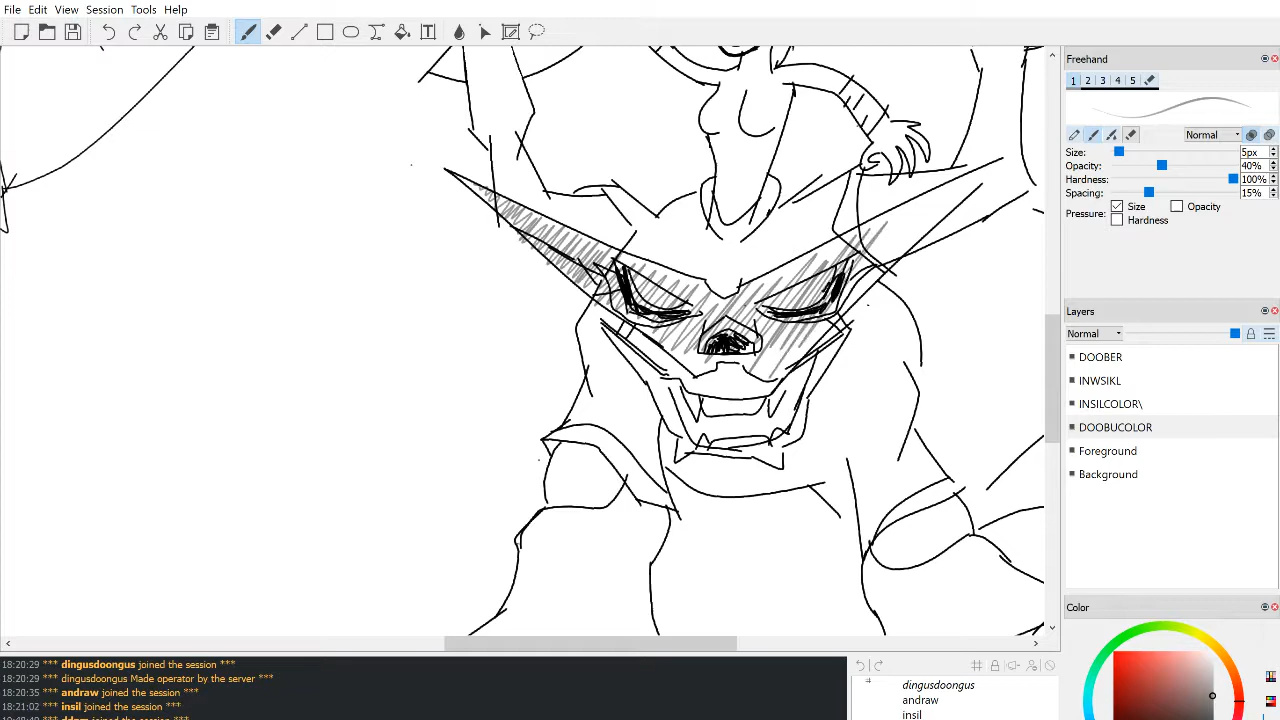 File Edit View Session Tools Help
Freehand
1 2 3 4 5
Normal
Size: 5px
Opacity: 40%
Hardness: 100%
Spacing: 15%
Pressure: Size Opacity
Hardness
Layers
Normal
DOOBER
INWSIKL
INSILCOLOR\
DOOBUCOLOR
Foreground
Background
Color
18:20:29 *** dingusdoongus joined the session ***
18:20:29 *** dingusdoongus Made operator by the server ***
18:20:35 *** andraw joined the session ***
18:21:02 *** insil joined the session ***
dingusdoongus
andraw
insil